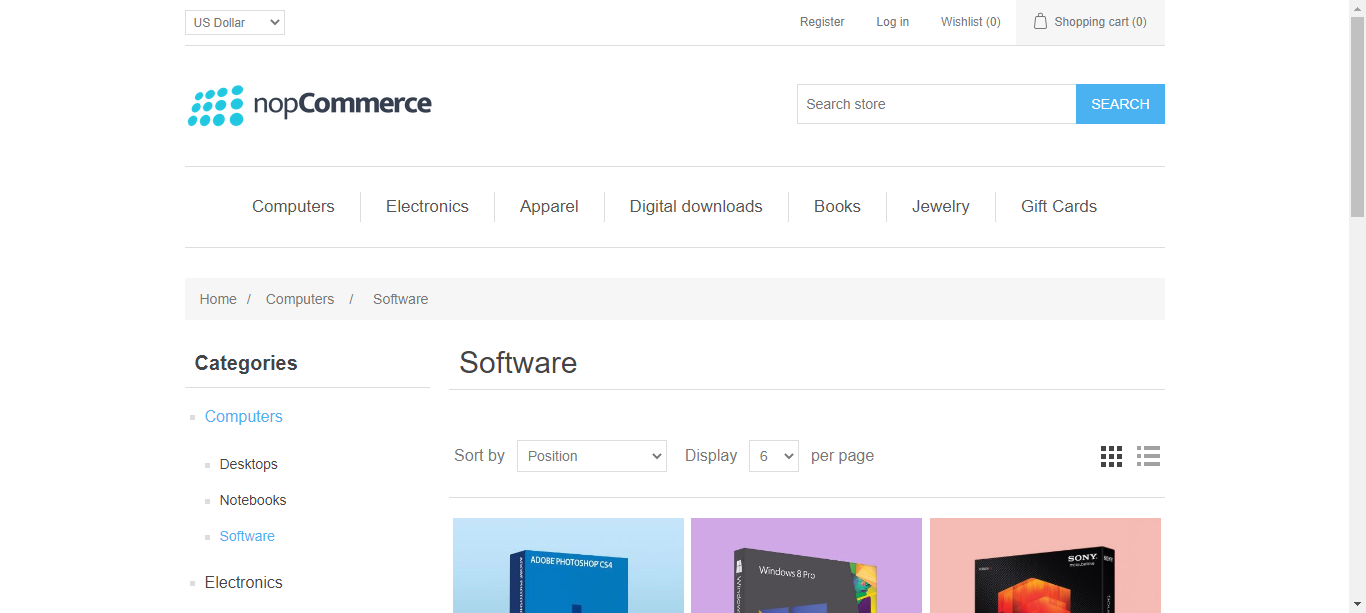 US Dollar
Register
Log in
Wishlist (0)
Shopping cart (0)
nopCommerce
Search store
SEARCH
Computers
Electronics
Apparel
Digital downloads
Books
Jewelry
Gift Cards
Home / Computers / Software
Categories
Computers
Desktops
Notebooks
Software
Electronics
Software
Sort by Position Display 6 per page
ADOBE PHOTOSHOP CS4
Windows 8 Pro
SONY